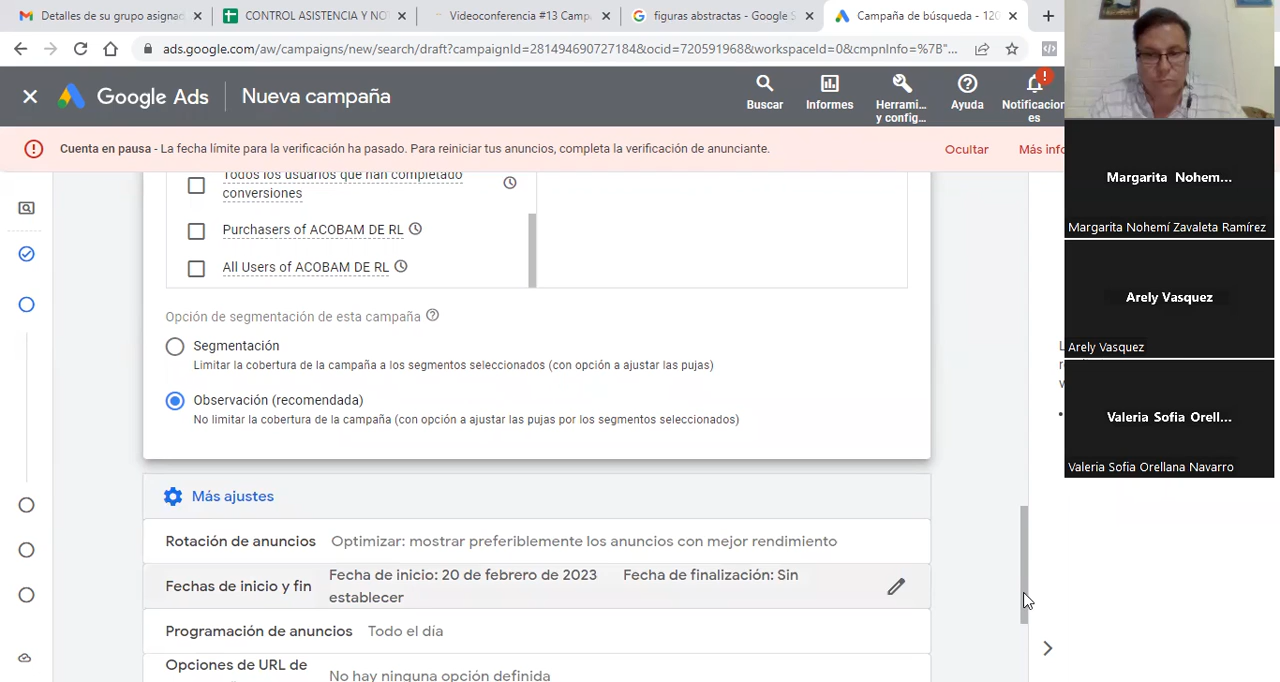 Detalles de su grupo asignad
CONTROL ASISTENCIA Y NO
Videoconferencia #13 Camp
figuras abstractas - Google S
Campaña de búsqueda - 120
ads.google.com/aw/campaigns/new/search/draft?campaignId=281494690727184&ocid=720591968&workspaceId=0&cmpnInfo=%7B"...
Google Ads
Nueva campaña
Buscar
Informes
Herrami...
y config...
Ayuda
Notificacion
es
Cuenta en pausa - La fecha límite para la verificación ha pasado. Para reiniciar tus anuncios, completa la verificación de anunciante.
Ocultar
Más info
Todos los usuarios que han completado
conversiones
Purchasers of ACOBAM DE RL
All Users of ACOBAM DE RL
Opción de segmentación de esta campaña
Segmentación
Limitar la cobertura de la campaña a los segmentos seleccionados (con opción a ajustar las pujas)
Observación (recomendada)
No limitar la cobertura de la campaña (con opción a ajustar las pujas por los segmentos seleccionados)
Más ajustes
Rotación de anuncios Optimizar: mostrar preferiblemente los anuncios con mejor rendimiento
Fechas de inicio y fin Fecha de inicio: 20 de febrero de 2023 Fecha de finalización: Sin
establecer
Programación de anuncios Todo el día
Opciones de URL de
No hay ninguna opción definida
Margarita Nohem...
Margarita Nohemí Zavaleta Ramírez
Arely Vasquez
Arely Vasquez
Valeria Sofia Orell...
Valeria Sofia Orellana Navarro